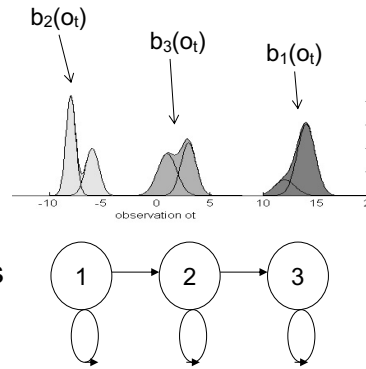 b₂(oₜ)
b₃(oₜ)
b₁(oₜ)
-10 -5 0 5 10 15
observation ot
s 1 2 3